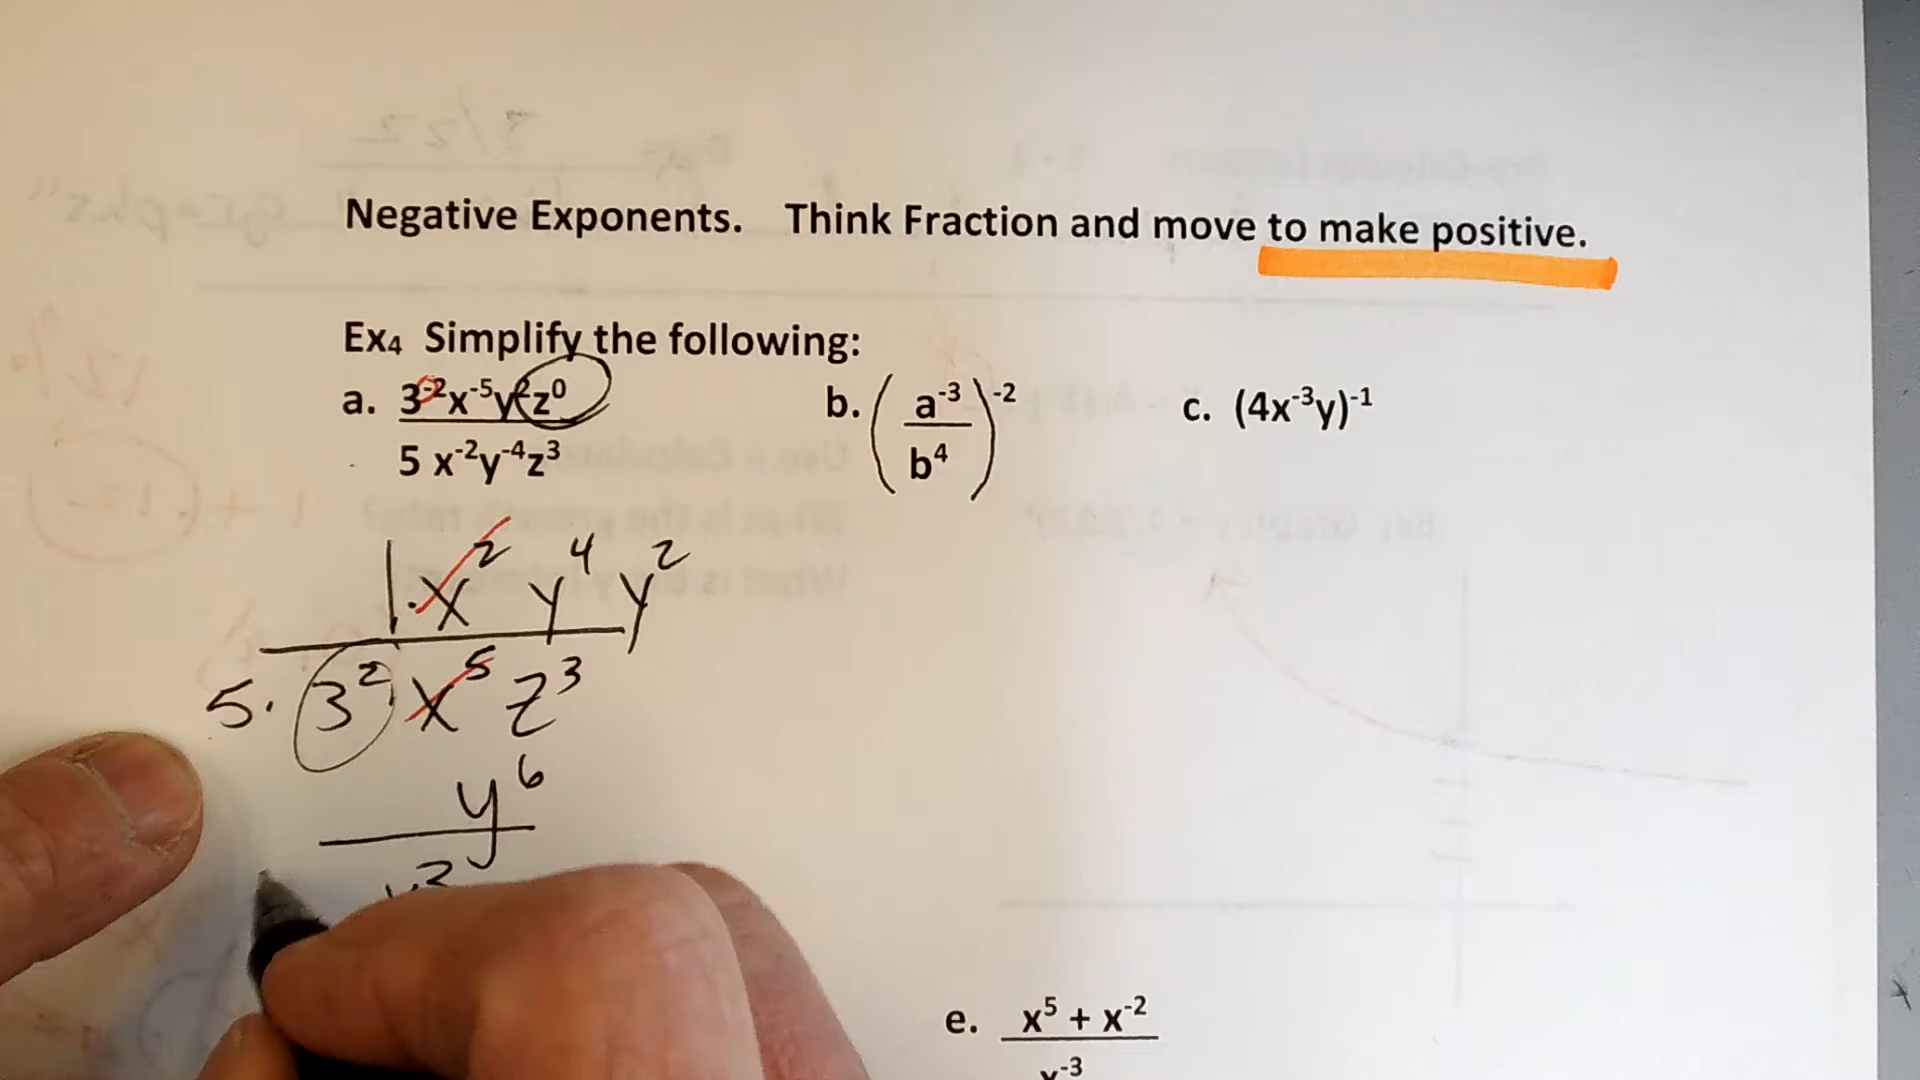 Negative Exponents. Think Fraction and move to make positive.
Ex4 Simplify the following:
a. 3⁻²x⁻⁵y²z⁰
5 x⁻²y⁻⁴z³
b. (a⁻³
b⁴)⁻²
c. (4x⁻³y)⁻¹
1·x² y⁴ y²
5·3² x⁵ z³
y⁶
e. x⁵ + x⁻²